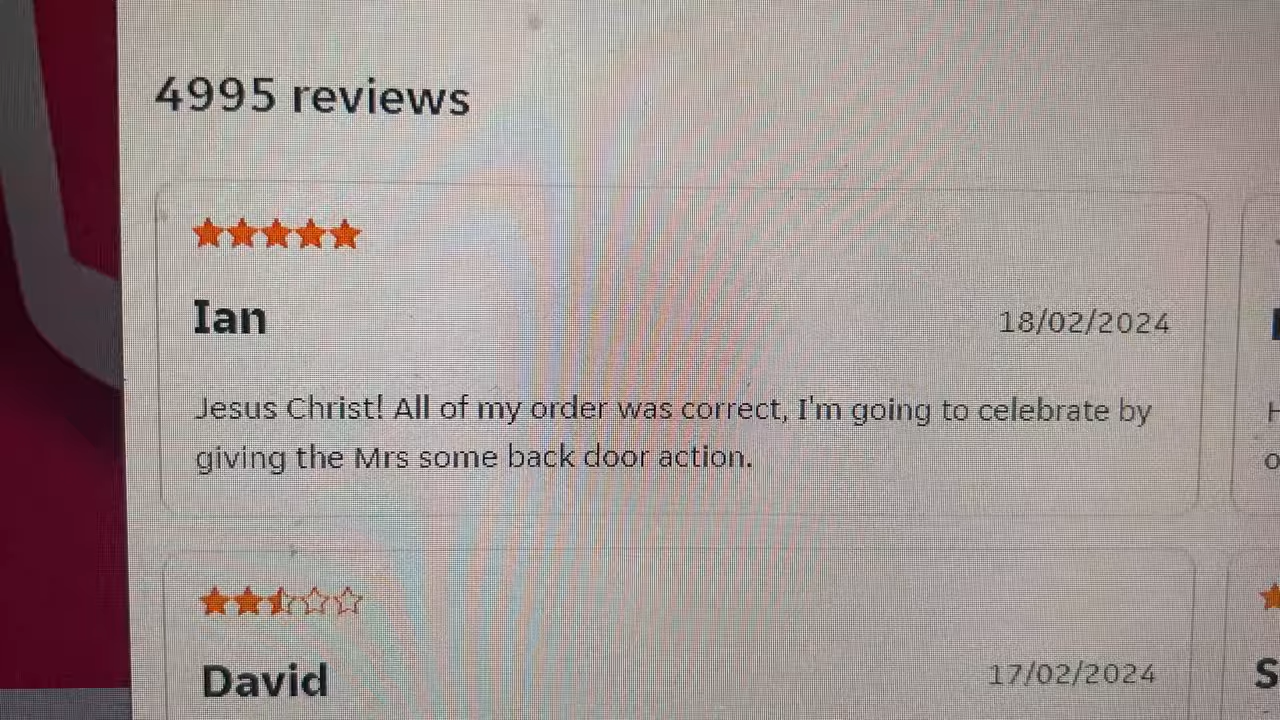 4995 reviews
Ian
18/02/2024
Jesus Christ! All of my order was correct, I'm going to celebrate by
giving the Mrs some back door action.
David
17/02/2024